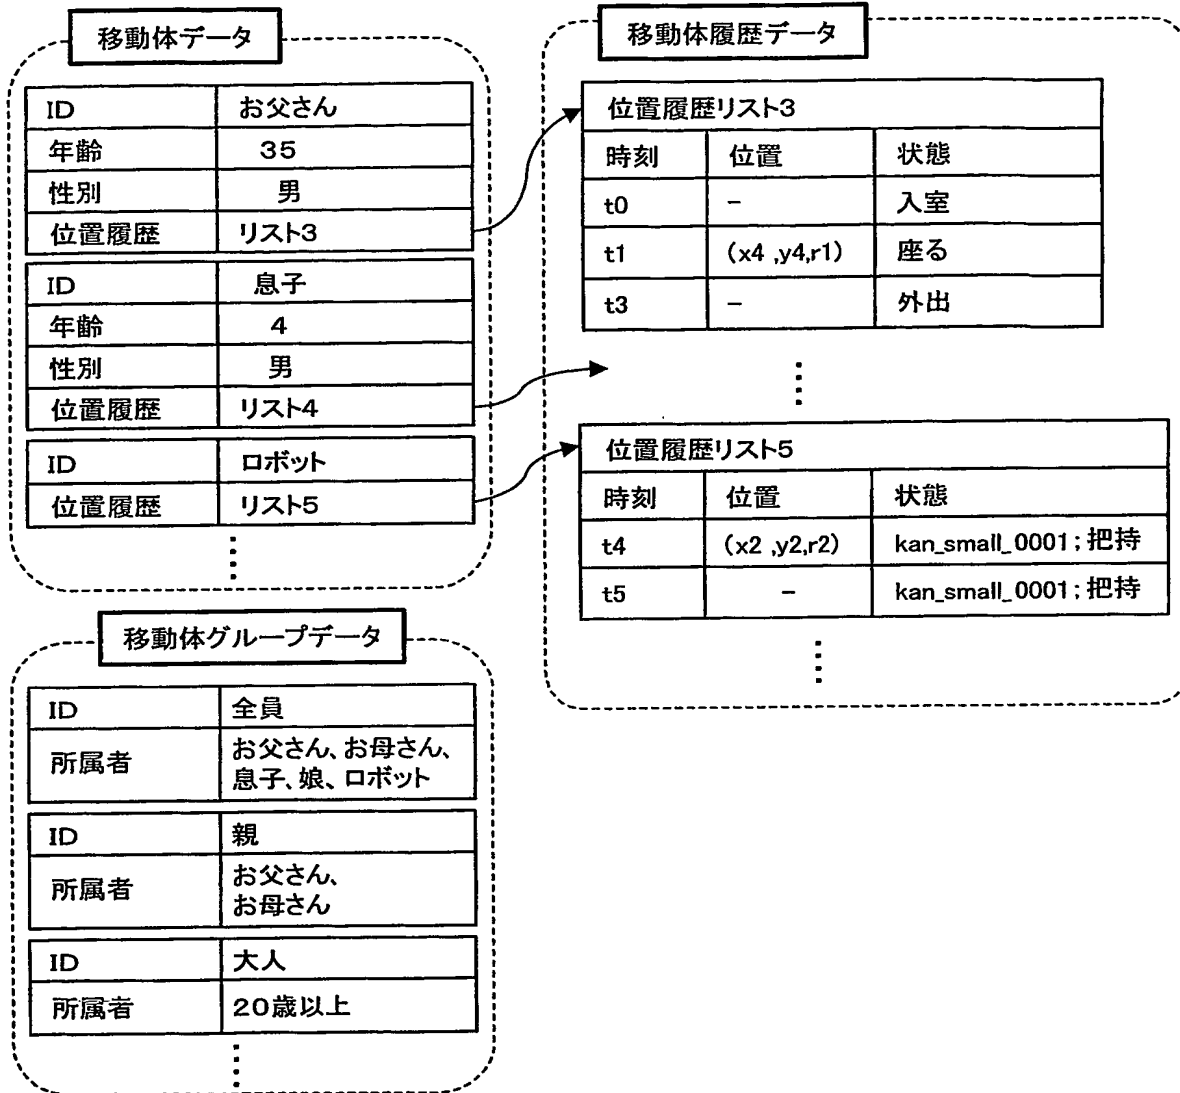 移動体データ
ID お父さん
年齢 35
性別 男
位置履歴 リスト3
ID 息子
年齢 4
性別 男
位置履歴 リスト4
ID ロボット
位置履歴 リスト5
移動体グループデータ
ID 全員
所属者 お父さん、お母さん、
息子、娘、ロボット
ID 親
所属者 お父さん、
お母さん
ID 大人
所属者 20歳以上
移動体履歴データ
位置履歴リスト3
時刻 位置 状態
t0 - 入室
t1 (x4 ,y4,r1) 座る
t3 - 外出
位置履歴リスト5
時刻 位置 状態
t4 (x2 ,y2,r2) kan_small_0001;把持
t5 - kan_small_0001;把持